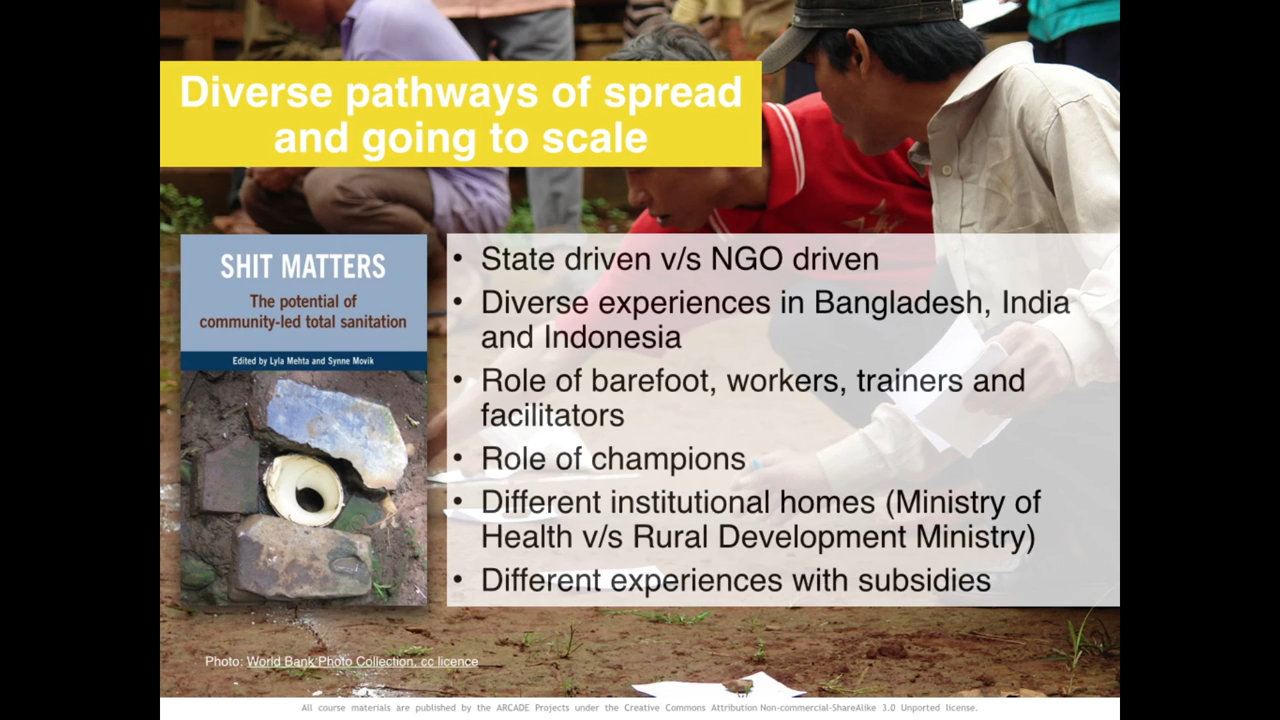 Diverse pathways of spread
and going to scale
SHIT MATTERS
The potential of
community-led total sanitation
Edited by Lyla Mehta and Synne Movik
• State driven v/s NGO driven
• Diverse experiences in Bangladesh, India
and Indonesia
• Role of barefoot, workers, trainers and
facilitators
• Role of champions
• Different institutional homes (Ministry of
Health v/s Rural Development Ministry)
• Different experiences with subsidies
Photo: World Bank Photo Collection, cc licence
All course materials are published by the ARCADE Projects under the Creative Commons Attribution Non-commercial-ShareAlike 3.0 Unported license.